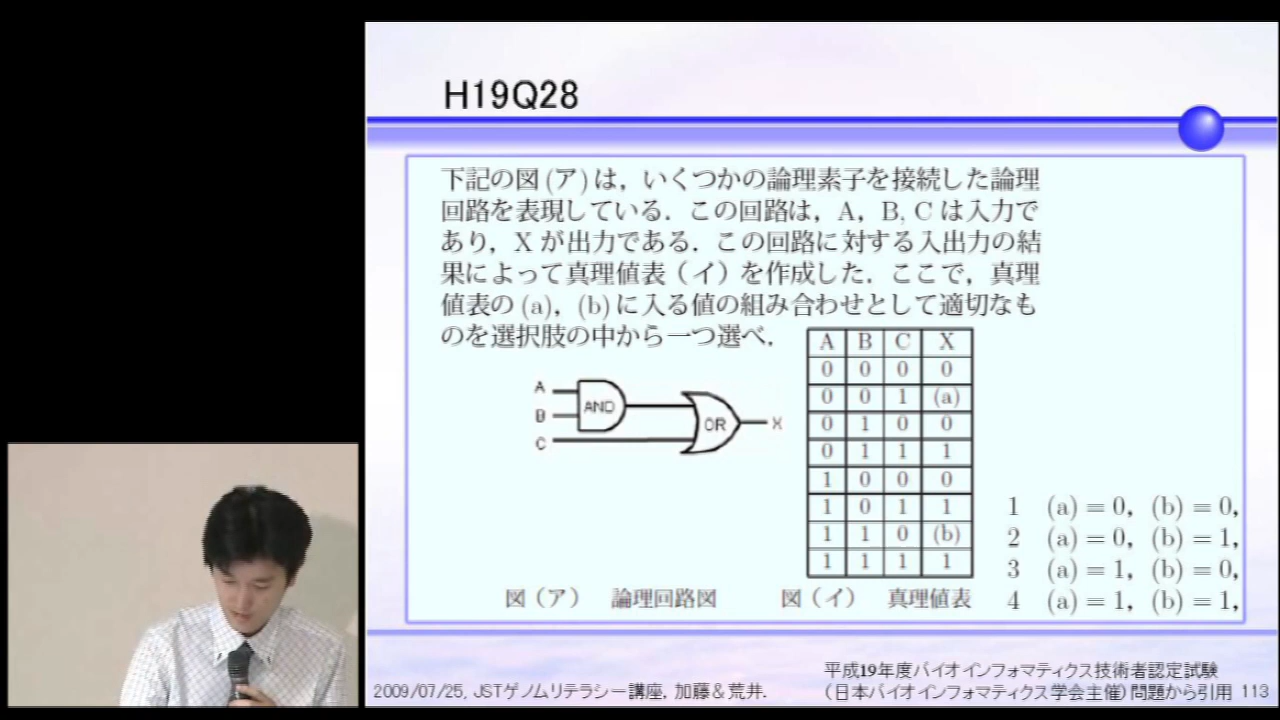 H19Q28
下記の図(ア)は，いくつかの論理素子を接続した論理
回路を表現している．この回路は，A，B, C は入力で
あり，X が出力である．この回路に対する入出力の結
果によって真理値表（イ）を作成した．ここで，真理
値表の (a)，(b) に入る値の組み合わせとして適切なも
のを選択肢の中から一つ選べ．
A
B
C
AND
OR
X
A B C X
0 0 0 0
0 0 1 (a)
0 1 0 0
0 1 1 1
1 0 0 0
1 0 1 1
1 1 0 (b)
1 1 1 1
1 (a) = 0, (b) = 0,
2 (a) = 0, (b) = 1,
3 (a) = 1, (b) = 0,
4 (a) = 1, (b) = 1,
図（ア） 論理回路図
図（イ） 真理値表
平成19年度バイオインフォマティクス技術者認定試験
（日本バイオインフォマティクス学会主催）問題から引用
2009/07/25, JSTゲノムリテラシー講座, 加藤＆荒井.
113